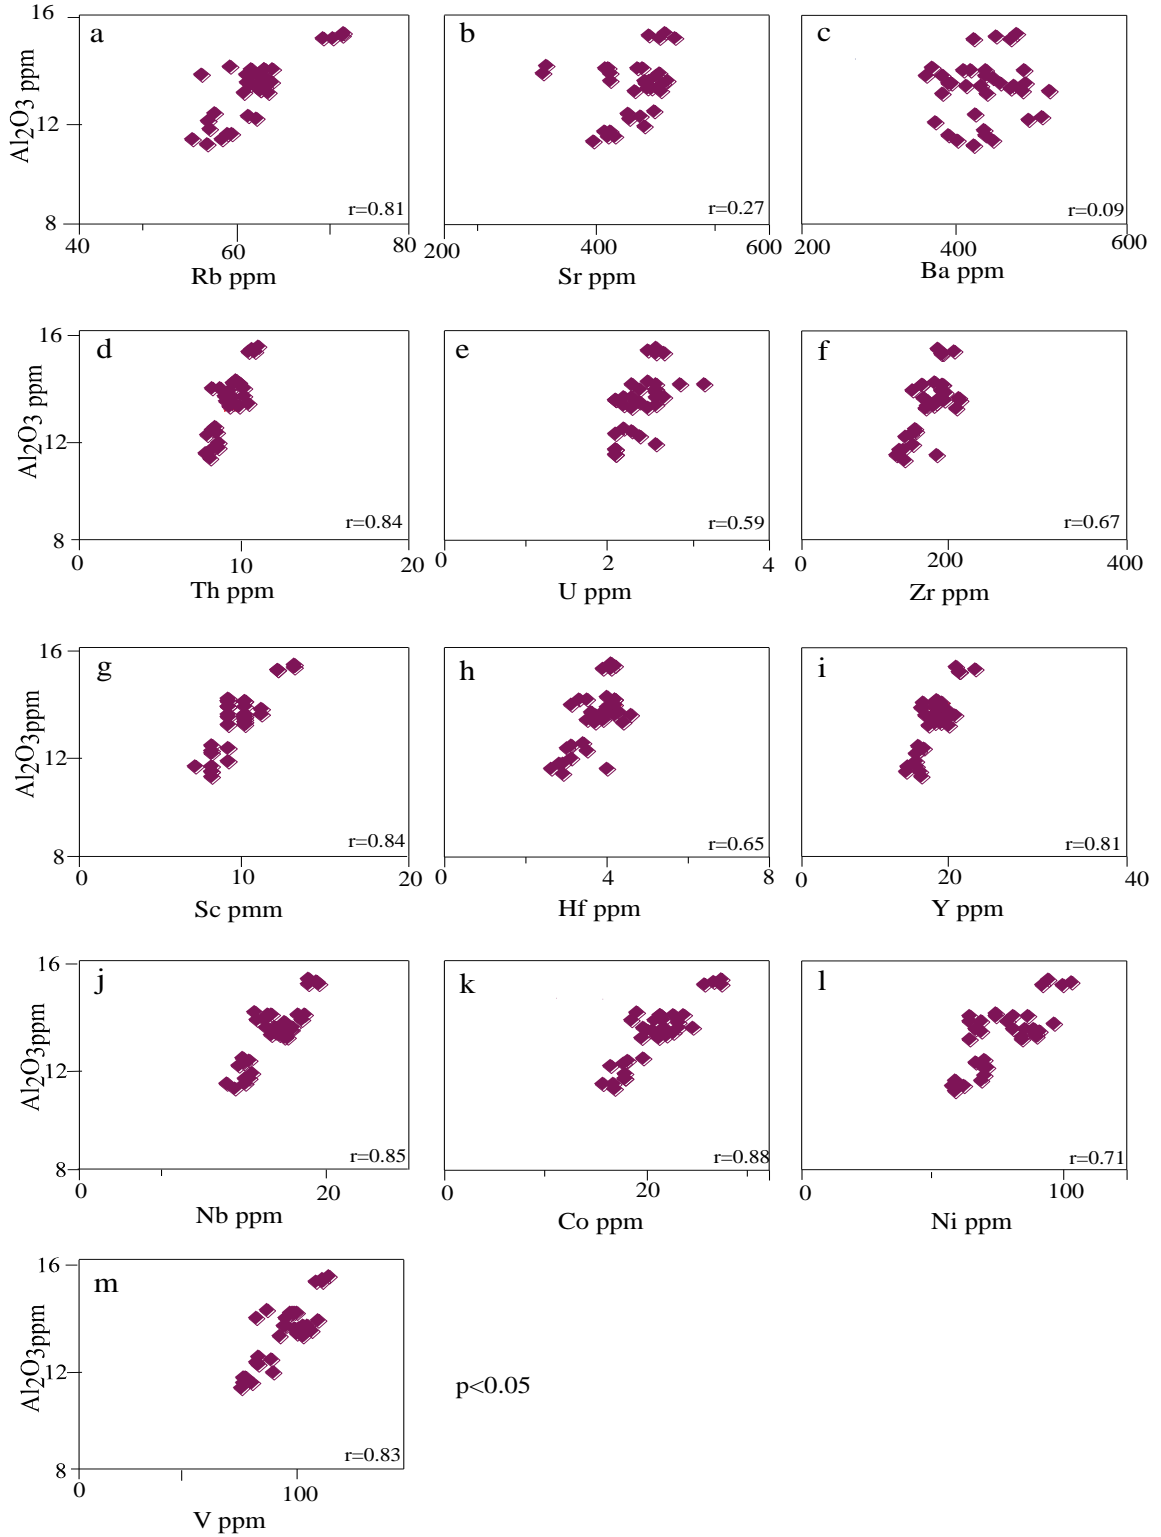 16
a
b
c
Al2O3 ppm
12
8
r=0.81
r=0.27
r=0.09
40
60
80
200
400
600
200
400
600
Rb ppm
Sr ppm
Ba ppm
16
d
e
f
Al2O3 ppm
12
8
r=0.84
r=0.59
r=0.67
0
10
20
0
2
4
0
200
400
Th ppm
U ppm
Zr ppm
16
g
h
i
Al2O3ppm
12
8
r=0.84
r=0.65
r=0.81
0
10
20
0
4
8
0
20
40
Sc pmm
Hf ppm
Y ppm
16
j
k
l
Al2O3ppm
12
8
r=0.85
r=0.88
r=0.71
0
20
0
20
0
100
Nb ppm
Co ppm
Ni ppm
16
m
Al2O3ppm
12
p<0.05
8
r=0.83
0
100
V ppm